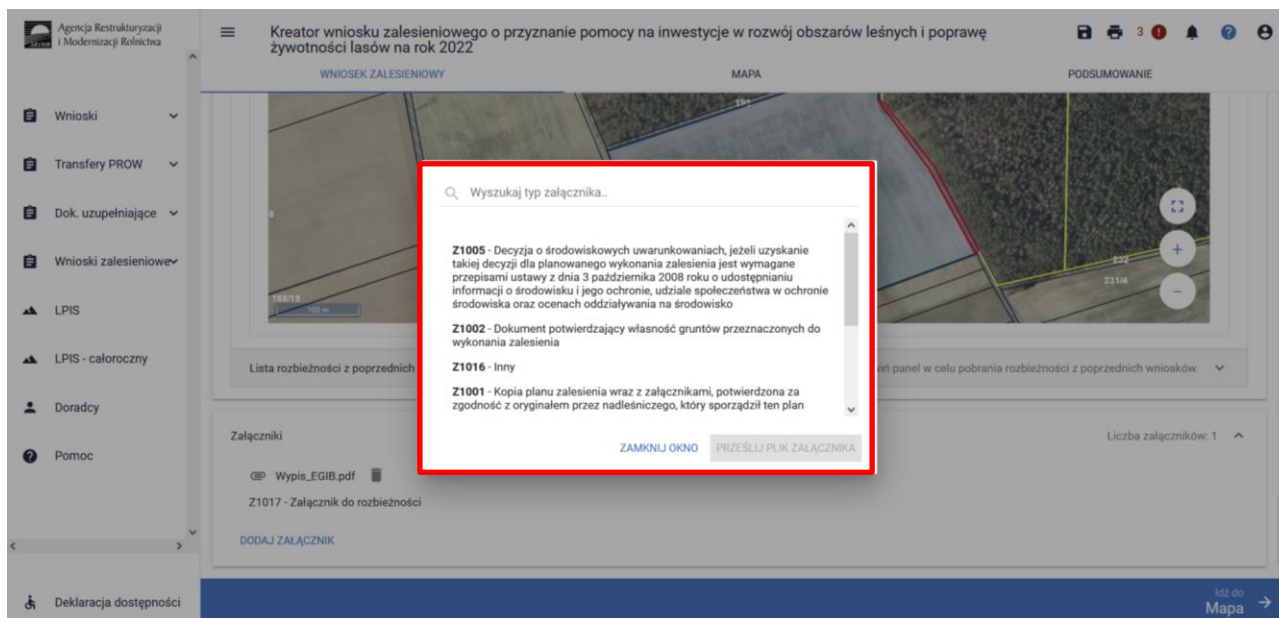 Agencja Restrukturyzacji
i Modernizacji Rolnictwa
Kreator wniosku zalesieniowego o przyznanie pomocy na inwestycje w rozwój obszarów leśnych i poprawę
żywotności lasów na rok 2022
3
WNIOSEK ZALESIENIOWY
MAPA
PODSUMOWANIE
Wnioski
Transfery PROW
Dok. uzupełniające
Wnioski zalesieniowe
LPIS
LPIS - całoroczny
Doradcy
Pomoc
Deklaracja dostępności
188/19
102 m
232
231/4
Wyszukaj typ załącznika..
Z1005 - Decyzja o środowiskowych uwarunkowaniach, jeżeli uzyskanie
takiej decyzji dla planowanego wykonania zalesienia jest wymagane
przepisami ustawy z dnia 3 października 2008 roku o udostępnianiu
informacji o środowisku i jego ochronie, udziale społeczeństwa w ochronie
środowiska oraz ocenach oddziaływania na środowisko
Z1002 - Dokument potwierdzający własność gruntów przeznaczonych do
wykonania zalesienia
Z1016 - Inny
Z1001 - Kopia planu zalesienia wraz z załącznikami, potwierdzona za
zgodność z oryginałem przez nadleśniczego, który sporządził ten plan
ZAMKNIJ OKNO
PRZEŚLIJ PLIK ZAŁĄCZNIKA
Lista rozbieżności z poprzednich
panel w celu pobrania rozbieżności z poprzednich wniosków.
Załączniki
Liczba załączników: 1
Wypis_EGIB.pdf
Z1017 - Załącznik do rozbieżności
DODAJ ZAŁĄCZNIK
Idź do
Mapa